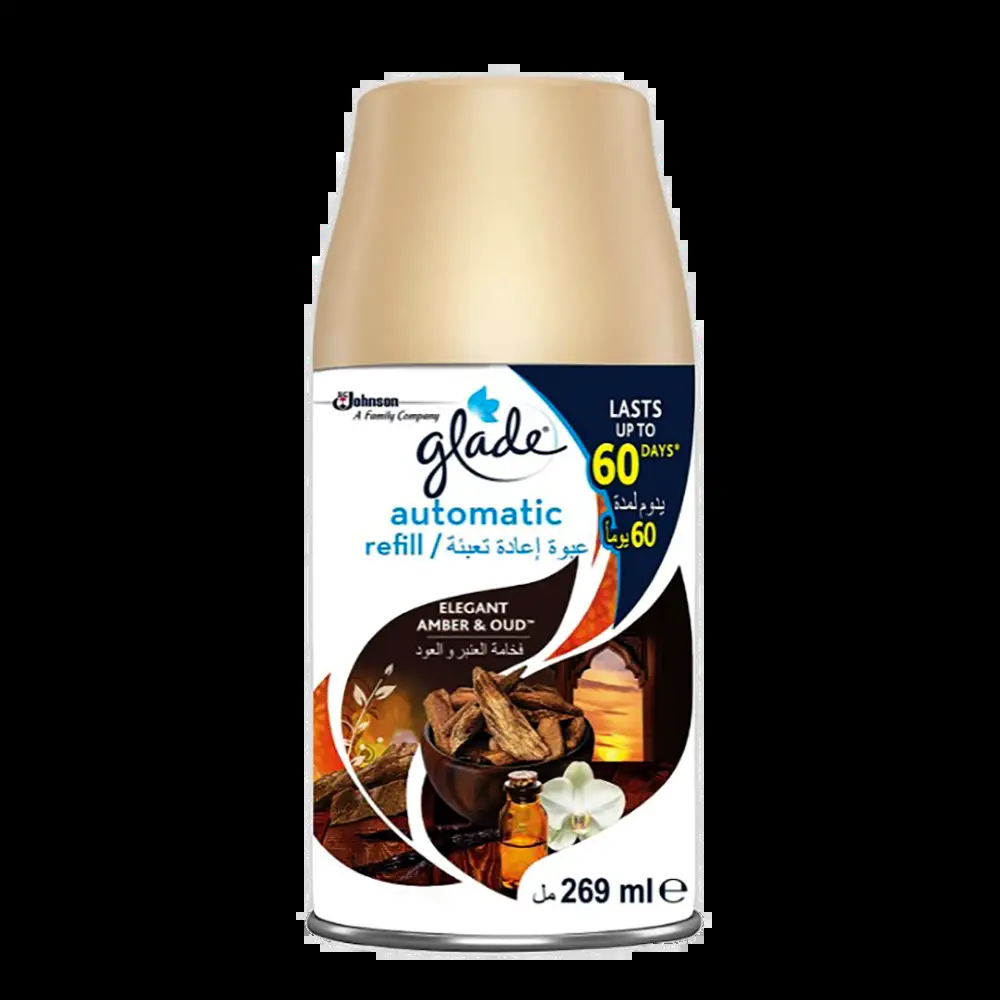 SC Johnson
A Family Company
glade®
automatic
refill / عبوة إعادة تعبئة
LASTS
UP TO
60 DAYS*
يدوم لمدة
60 يوماً
ELEGANT
AMBER & OUD™
فخامة العنبر و العود
269 ml ℮ مل